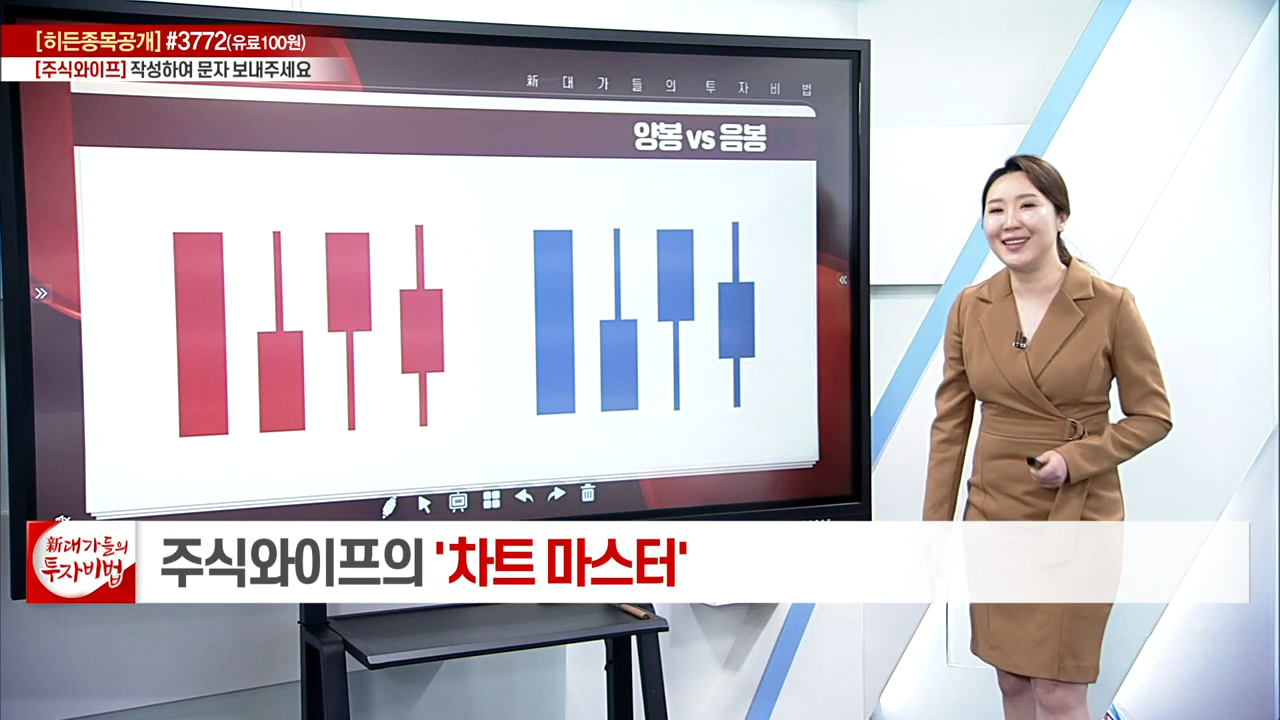 [히든종목공개] #3772(유료100원)
[주식와이프] 작성하여 문자 보내주세요
新 대 가 들 의 투 자 비 법
양봉 vs 음봉
新대가들의
투자비법
주식와이프의 '차트 마스터'